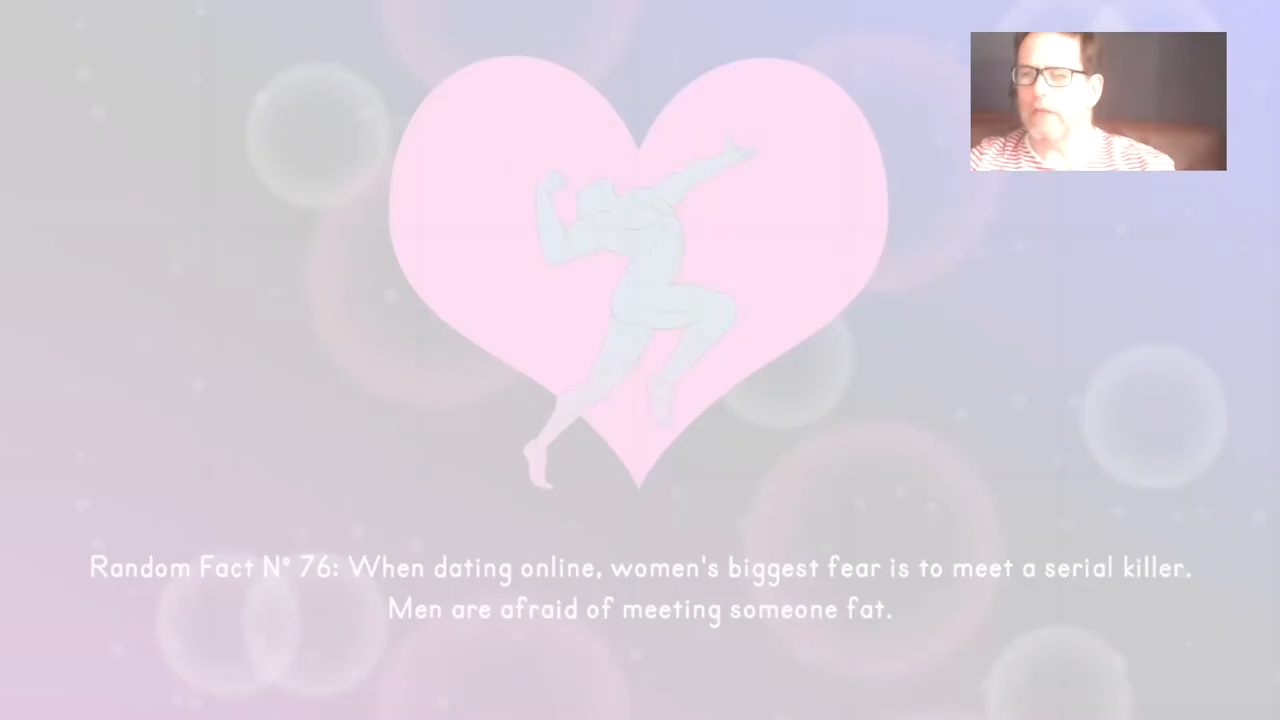 Random Fact N° 76: When dating online, women's biggest fear is to meet a serial killer.
Men are afraid of meeting someone fat.